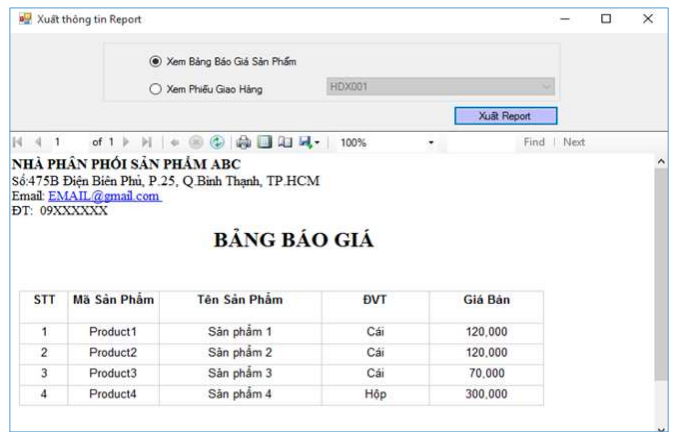 Xuất thông tin Report
Xem Bảng Báo Giá Sản Phẩm
Xem Phiếu Giao Hàng HDX001
Xuất Report
1 of 1 100% Find | Next
NHÀ PHÂN PHỐI SẢN PHẨM ABC
Số:475B Điện Biên Phủ, P.25, Q.Bình Thạnh, TP.HCM
Email: EMAIL@gmail.com
ĐT: 09XXXXXX
BẢNG BÁO GIÁ
STT Mã Sản Phẩm Tên Sản Phẩm ĐVT Giá Bán
1 Product1 Sản phẩm 1 Cái 120,000
2 Product2 Sản phẩm 2 Cái 120,000
3 Product3 Sản phẩm 3 Cái 70,000
4 Product4 Sản phẩm 4 Hộp 300,000